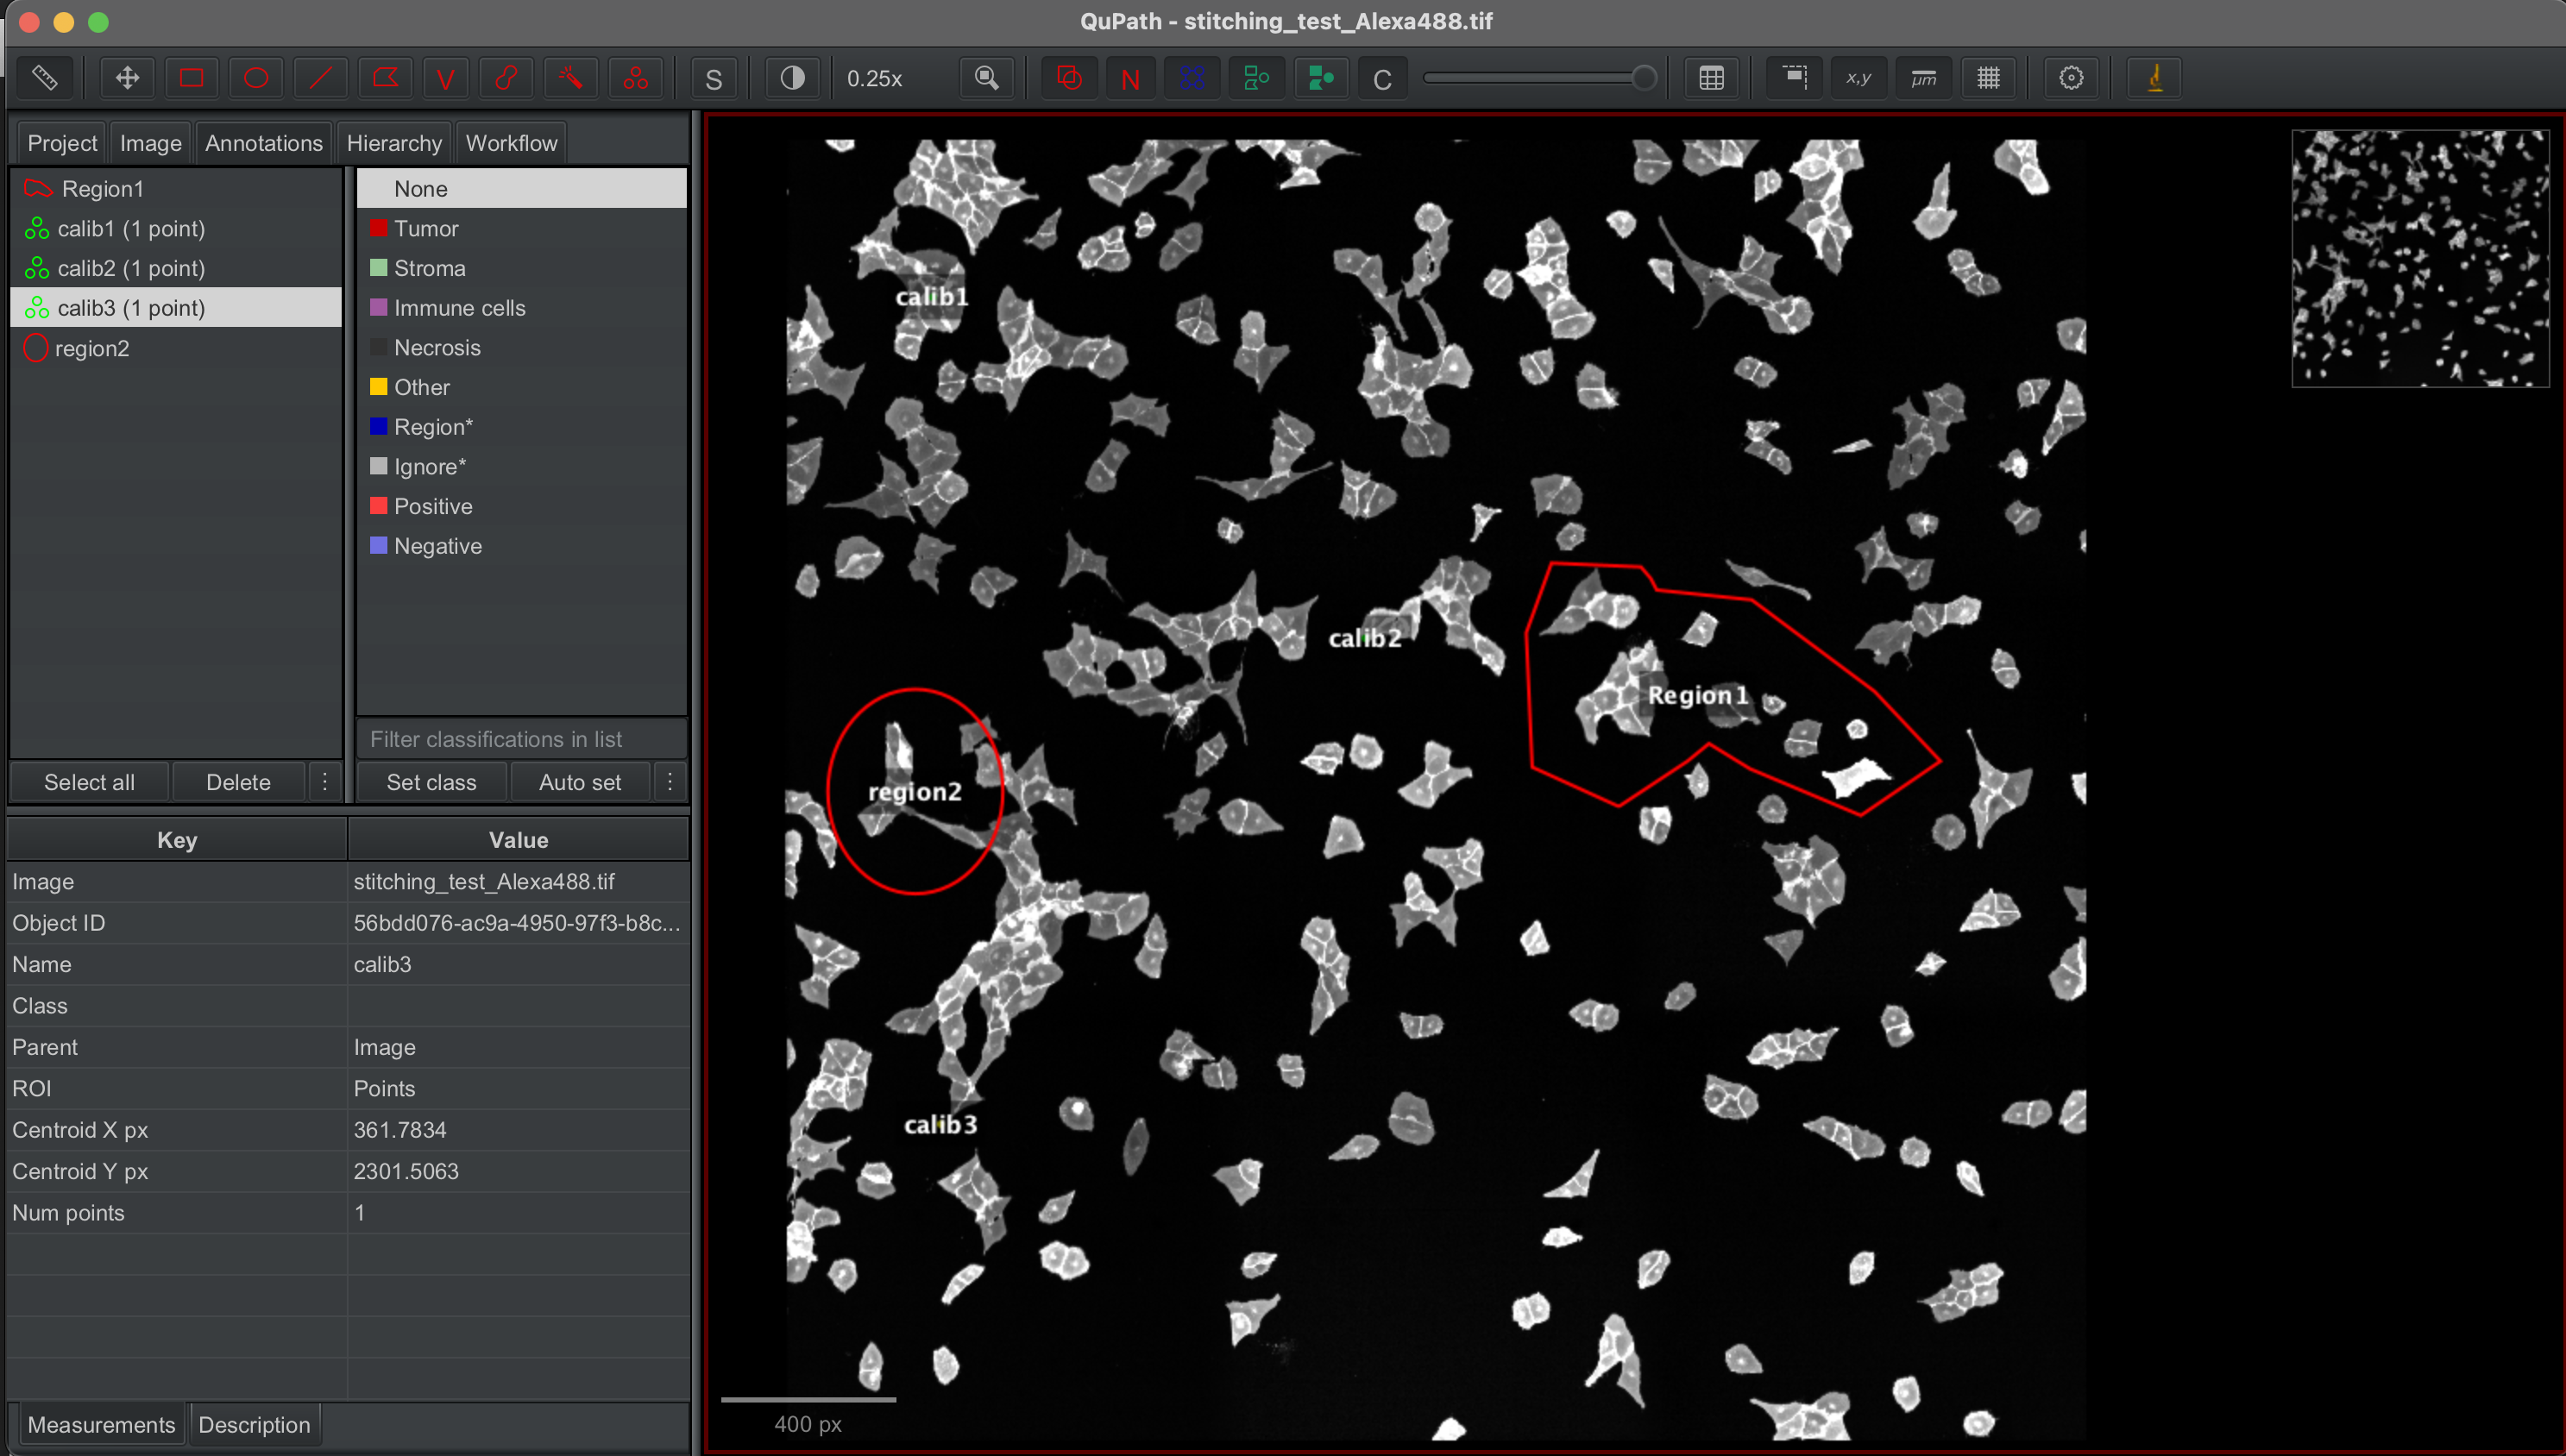 QuPath - stitching_test_Alexa488.tif
S
0.25x
N
C
x,y
µm
Project
Image
Annotations
Hierarchy
Workflow
Region1
calib1 (1 point)
calib2 (1 point)
calib3 (1 point)
region2
None
Tumor
Stroma
Immune cells
Necrosis
Other
Region*
Ignore*
Positive
Negative
Filter classifications in list
Select all
Delete
⋮
Set class
Auto set
⋮
Key Value
Image stitching_test_Alexa488.tif
Object ID 56bdd076-ac9a-4950-97f3-b8c...
Name calib3
Class
Parent Image
ROI Points
Centroid X px 361.7834
Centroid Y px 2301.5063
Num points 1
Measurements
Description
calib1
calib2
Region1
region2
calib3
400 px